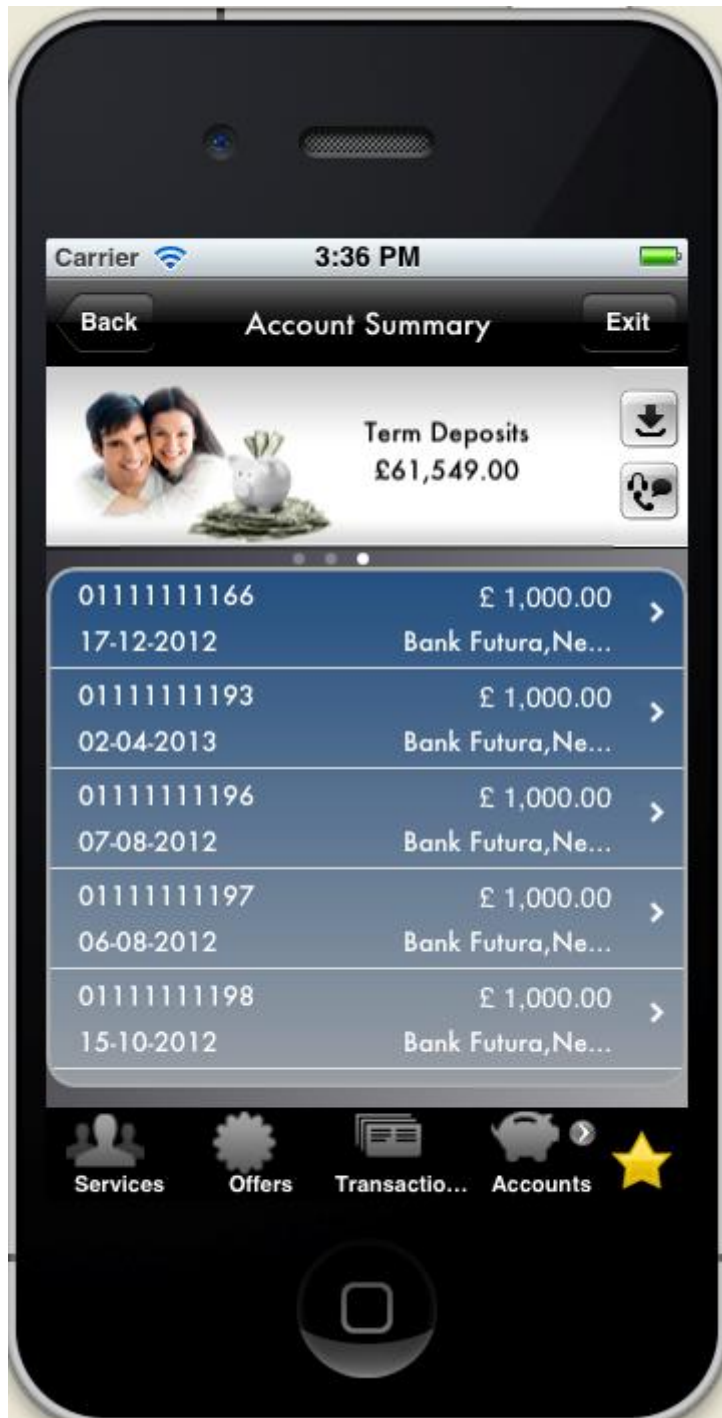 Carrier 3:36 PM
Back Account Summary Exit
Term Deposits
£61,549.00
01111111166 £ 1,000.00
17-12-2012 Bank Futura,Ne...
01111111193 £ 1,000.00
02-04-2013 Bank Futura,Ne...
01111111196 £ 1,000.00
07-08-2012 Bank Futura,Ne...
01111111197 £ 1,000.00
06-08-2012 Bank Futura,Ne...
01111111198 £ 1,000.00
15-10-2012 Bank Futura,Ne...
Services Offers Transactio... Accounts